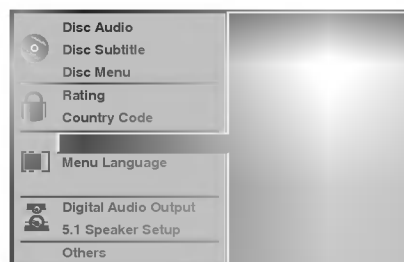 Disc Audio
Disc Subtitle
Disc Menu
Rating
Country Code
Menu Language
Digital Audio Output
5.1 Speaker Setup
Others